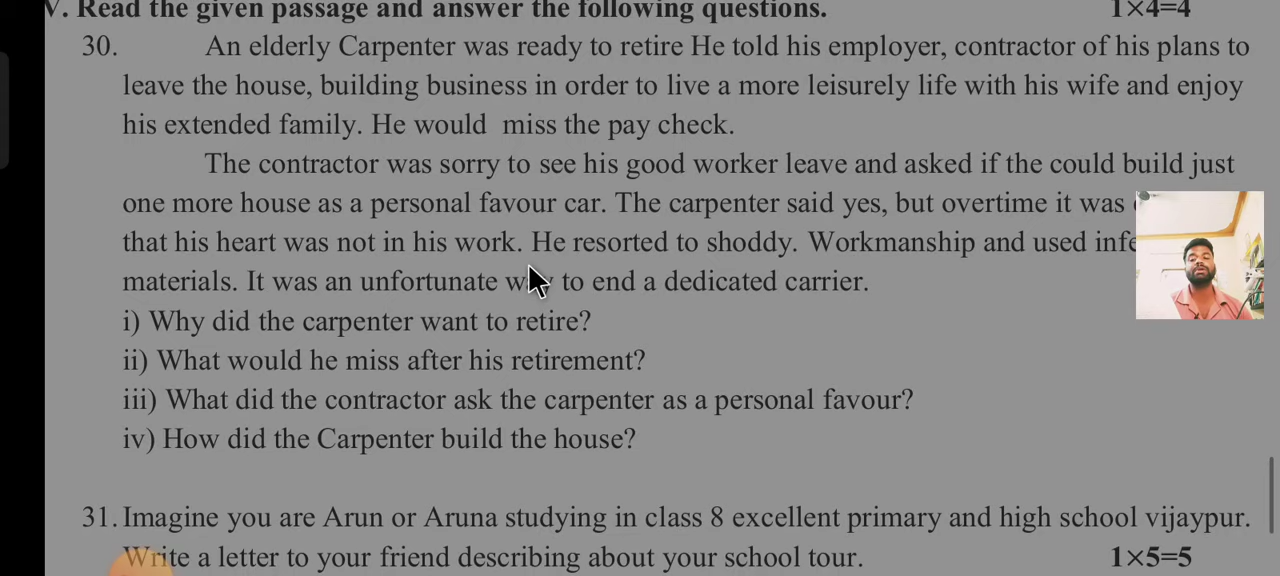 V. Read the given passage and answer the following questions. 1×4=4
30. An elderly Carpenter was ready to retire He told his employer, contractor of his plans to
leave the house, building business in order to live a more leisurely life with his wife and enjoy
his extended family. He would miss the pay check.
The contractor was sorry to see his good worker leave and asked if the could build just
one more house as a personal favour car. The carpenter said yes, but overtime it was
that his heart was not in his work. He resorted to shoddy. Workmanship and used
materials. It was an unfortunate way to end a dedicated carrier.
i) Why did the carpenter want to retire?
ii) What would he miss after his retirement?
iii) What did the contractor ask the carpenter as a personal favour?
iv) How did the Carpenter build the house?
31. Imagine you are Arun or Aruna studying in class 8 excellent primary and high school vijaypur.
Write a letter to your friend describing about your school tour. 1×5=5